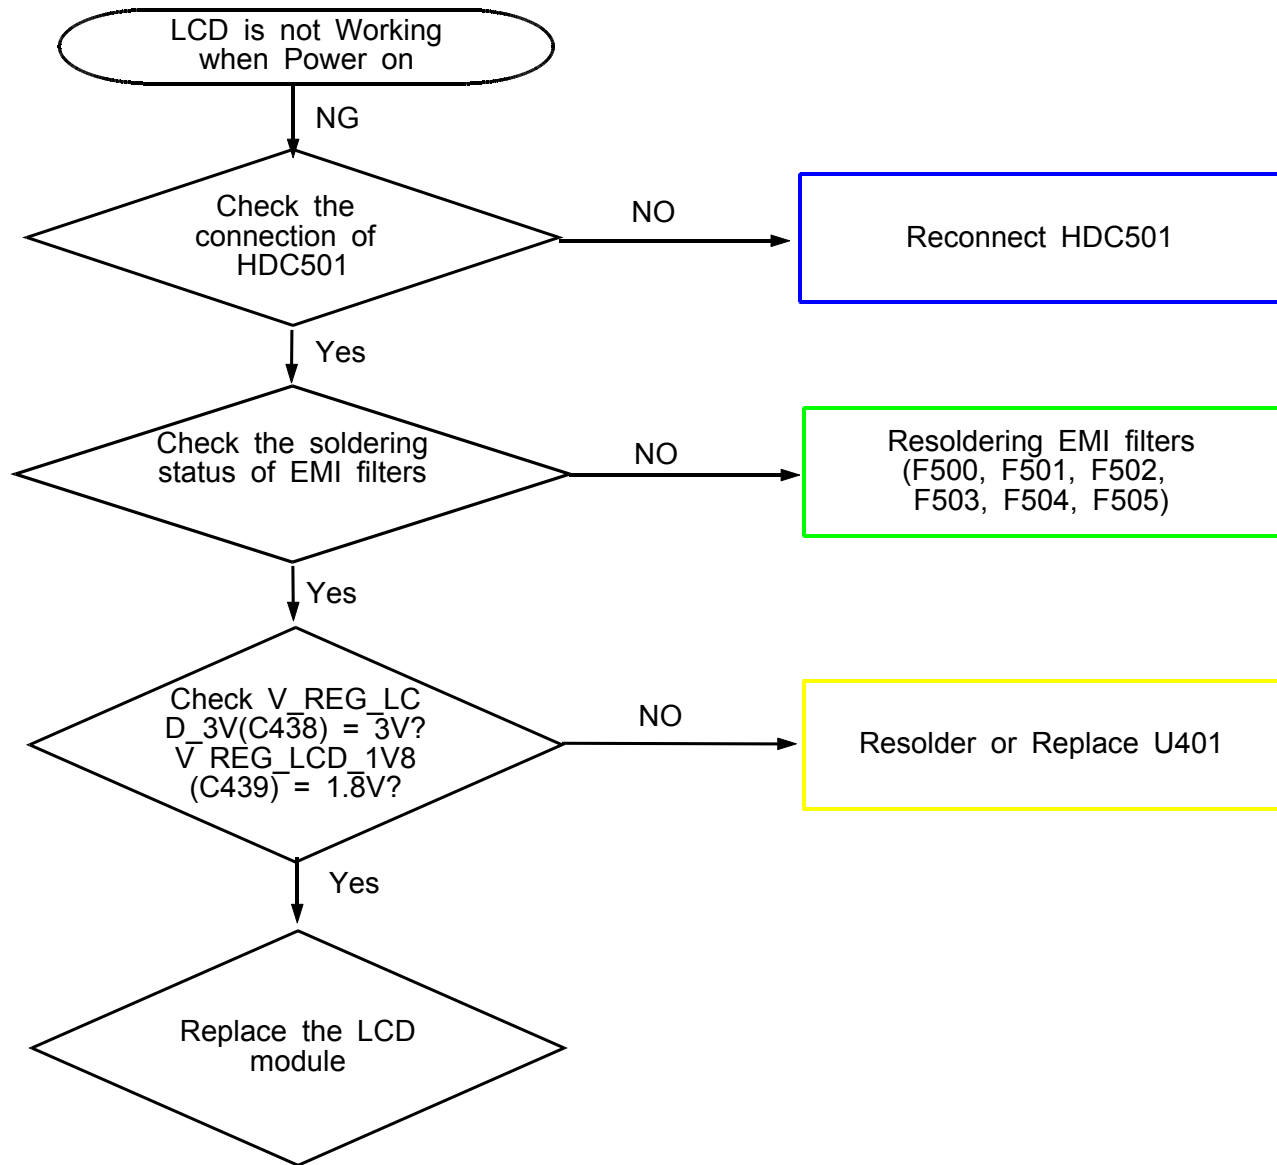 LCD is not Working
when Power on
NG
Check the
connection of
HDC501
NO
Reconnect HDC501
Yes
Check the soldering
status of EMI filters
NO
Resoldering EMI filters
(F500, F501, F502,
F503, F504, F505)
Yes
Check V_REG_LC
D_3V(C438) = 3V?
V REG_LCD_1V8
(C439) = 1.8V?
NO
Resolder or Replace U401
Yes
Replace the LCD
module